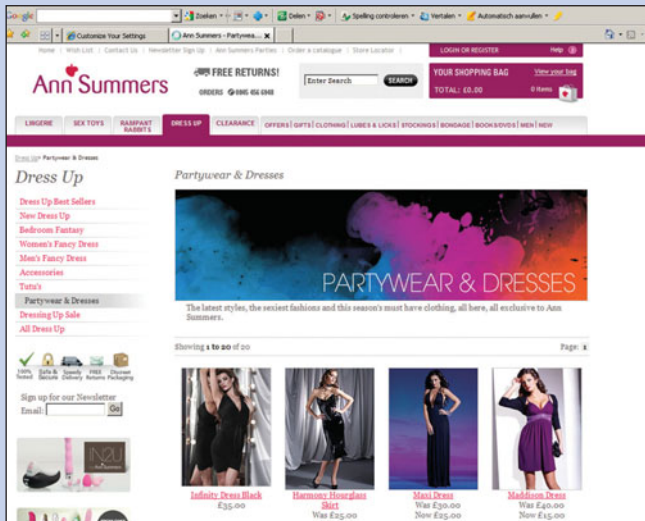 Google
Zoeken
Delen
Spelling controleren
Vertalen
Automatisch aanvullen
Customize Your Settings
Ann Summers - Partywea...
Home | Wish List | Contact Us | Newsletter Sign Up | Ann Summers Parties | Order a catalogue | Store Locator
LOGIN OR REGISTER Help
Ann Summers
FREE RETURNS!
ORDERS 0845 456 6948
Enter Search SEARCH
YOUR SHOPPING BAG View your bag
TOTAL: £0.00 0 Items
LINGERIE SEX TOYS RAMPANT RABBITS DRESS UP CLEARANCE OFFERS | GIFTS | CLOTHING | LUBES & LICKS | STOCKINGS | BONDAGE | BOOKS/DVDS | MEN | NEW
Dress Up> Partywear & Dresses
Dress Up
Dress Up Best Sellers
New Dress Up
Bedroom Fantasy
Women's Fancy Dress
Men's Fancy Dress
Accessories
Tutu's
Partywear & Dresses
Dressing Up Sale
All Dress Up
100% Tested
Safe & Secure
Speedy Delivery
FREE Returns
Discreet Packaging
Sign up for our Newsletter
Email: Go
IN2U
by Ann Summers
Partywear & Dresses
PARTYWEAR & DRESSES
The latest styles, the sexiest fashions and this season's must have clothing, all here, all exclusive to Ann
Summers.
Showing 1 to 20 of 20 Page: 1
Infinity Dress Black
£35.00
Harmony Hourglass
Skirt
Was £25.00
Maxi Dress
Was £30.00
Now £25.00
Maddison Dress
Was £40.00
Now £15.00